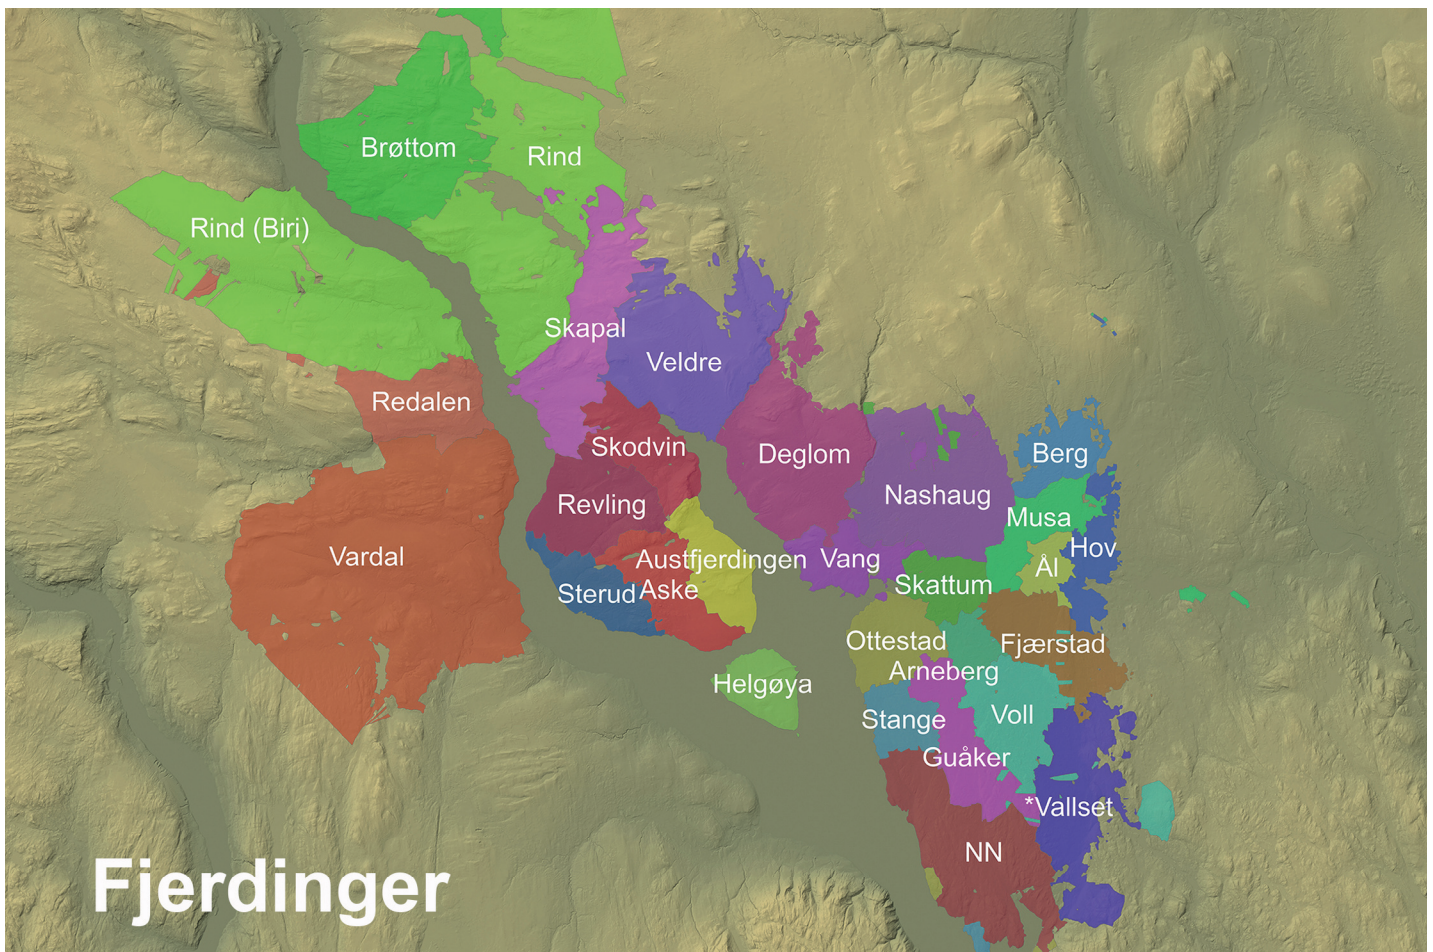 Brøttom
Rind
Rind (Biri)
Skapal
Veldre
Redalen
Skodvin
Deglom
Berg
Nashaug
Revling
Musa
Hov
Vardal
Austfjerdingen
Vang
Ål
Skattum
Sterud
Aske
Ottestad
Fjærstad
Arneberg
Helgøya
Stange
Voll
Guåker
*Vallset
NN
Fjerdinger